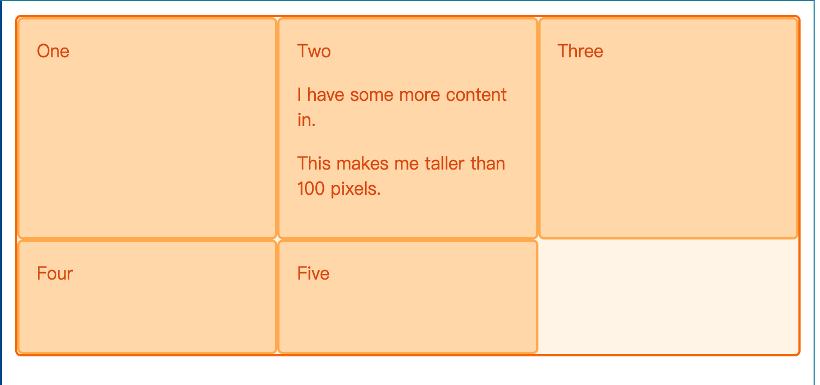 One
Two
I have some more content
in.
This makes me taller than
100 pixels.
Three
Four
Five